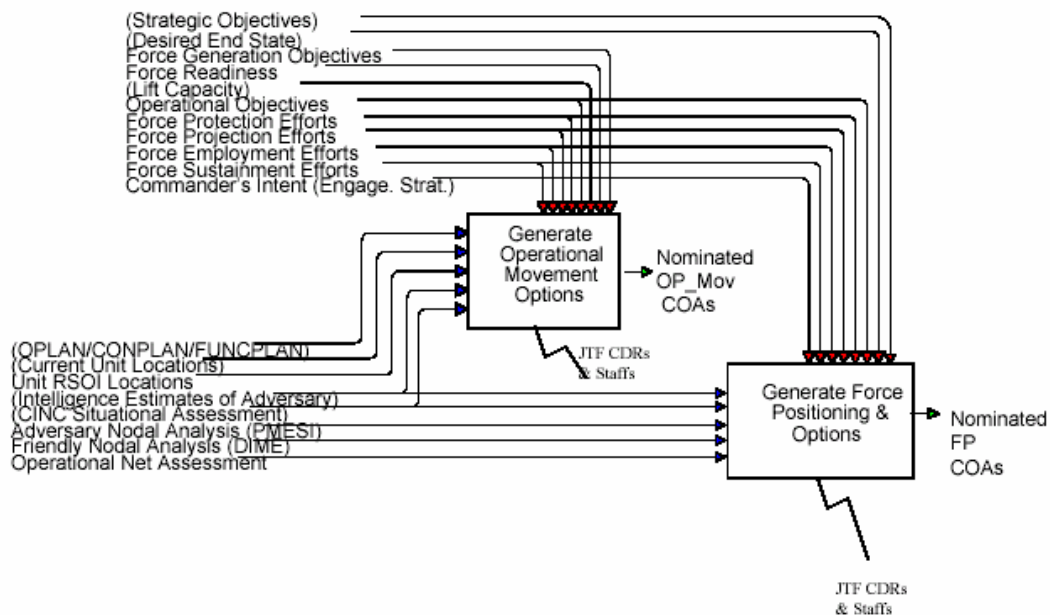 (Strategic Objectives)
(Desired End State)
Force Generation Objectives
Force Readiness
(Lift Capacity)
Operational Objectives
Force Protection Efforts
Force Projection Efforts
Force Employment Efforts
Force Sustainment Efforts
Commander's Intent (Engage. Strat.)
Generate
Operational
Movement
Options
Nominated
OP_Mov
COAs
JTF CDRs
& Staffs
(OPLAN/CONPLAN/FUNCPLAN)
(Current Unit Locations)
Unit RSOI Locations
(Intelligence Estimates of Adversary)
(CINC Situational Assessment)
Adversary Nodal Analysis (PMESI)
Friendly Nodal Analysis (DIME)
Operational Net Assessment
Generate Force
Positioning &
Options
Nominated
FP
COAs
JTF CDRs
& Staffs